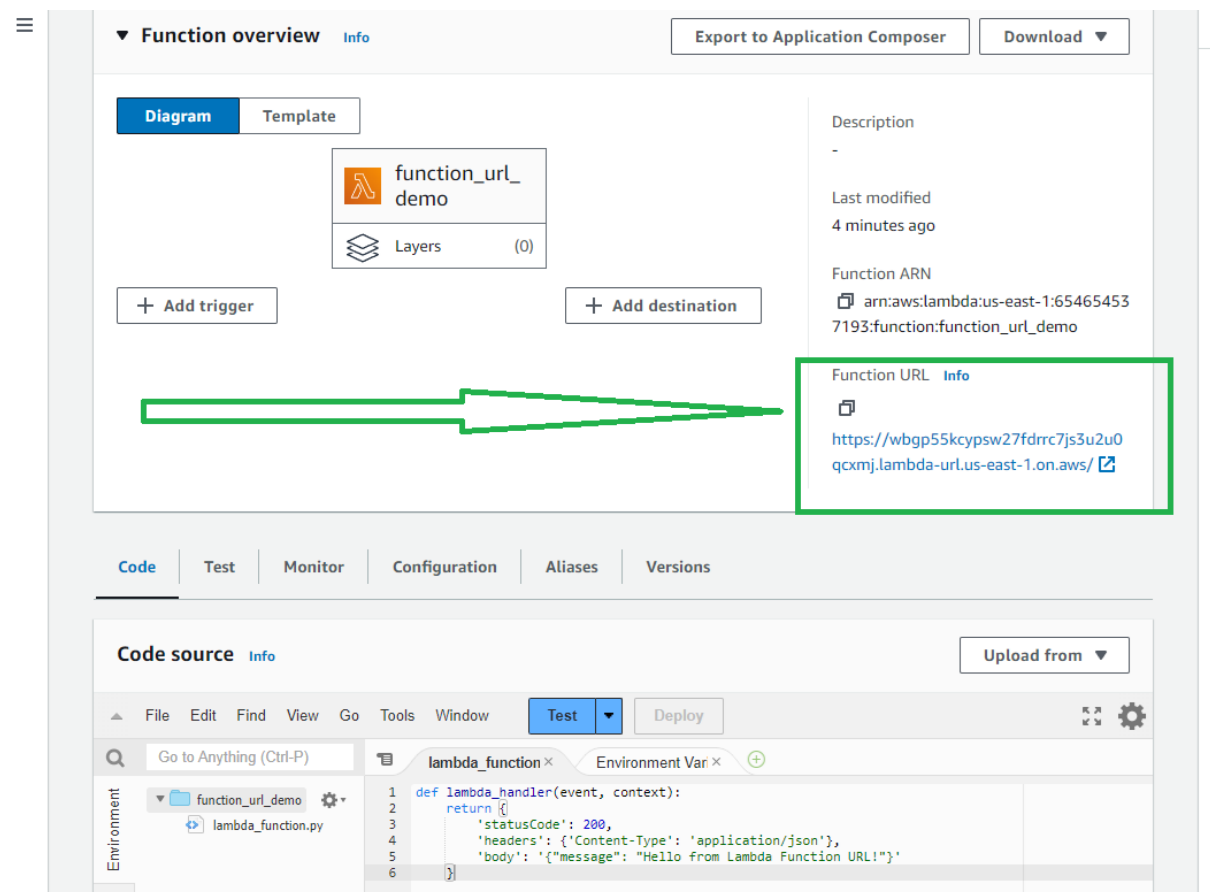 Function overview Info
Export to Application Composer
Download
Diagram
Template
function_url_
demo
Layers (0)
+ Add trigger
+ Add destination
Description
-
Last modified
4 minutes ago
Function ARN
arn:aws:lambda:us-east-1:65465453
7193:function:function_url_demo
Function URL Info
https://wbgp55kcypsw27fdrrc7js3u2u0
qcxmj.lambda-url.us-east-1.on.aws/
Code Test Monitor Configuration Aliases Versions
Code source Info
Upload from
File Edit Find View Go Tools Window Test Deploy
Go to Anything (Ctrl-P)
lambda_function × Environment Vari ×
Environment
function_url_demo
lambda_function.py
1 def lambda_handler(event, context):
2     return {
3         'statusCode': 200,
4         'headers': {'Content-Type': 'application/json'},
5         'body': '{"message": "Hello from Lambda Function URL!"}'
6     }